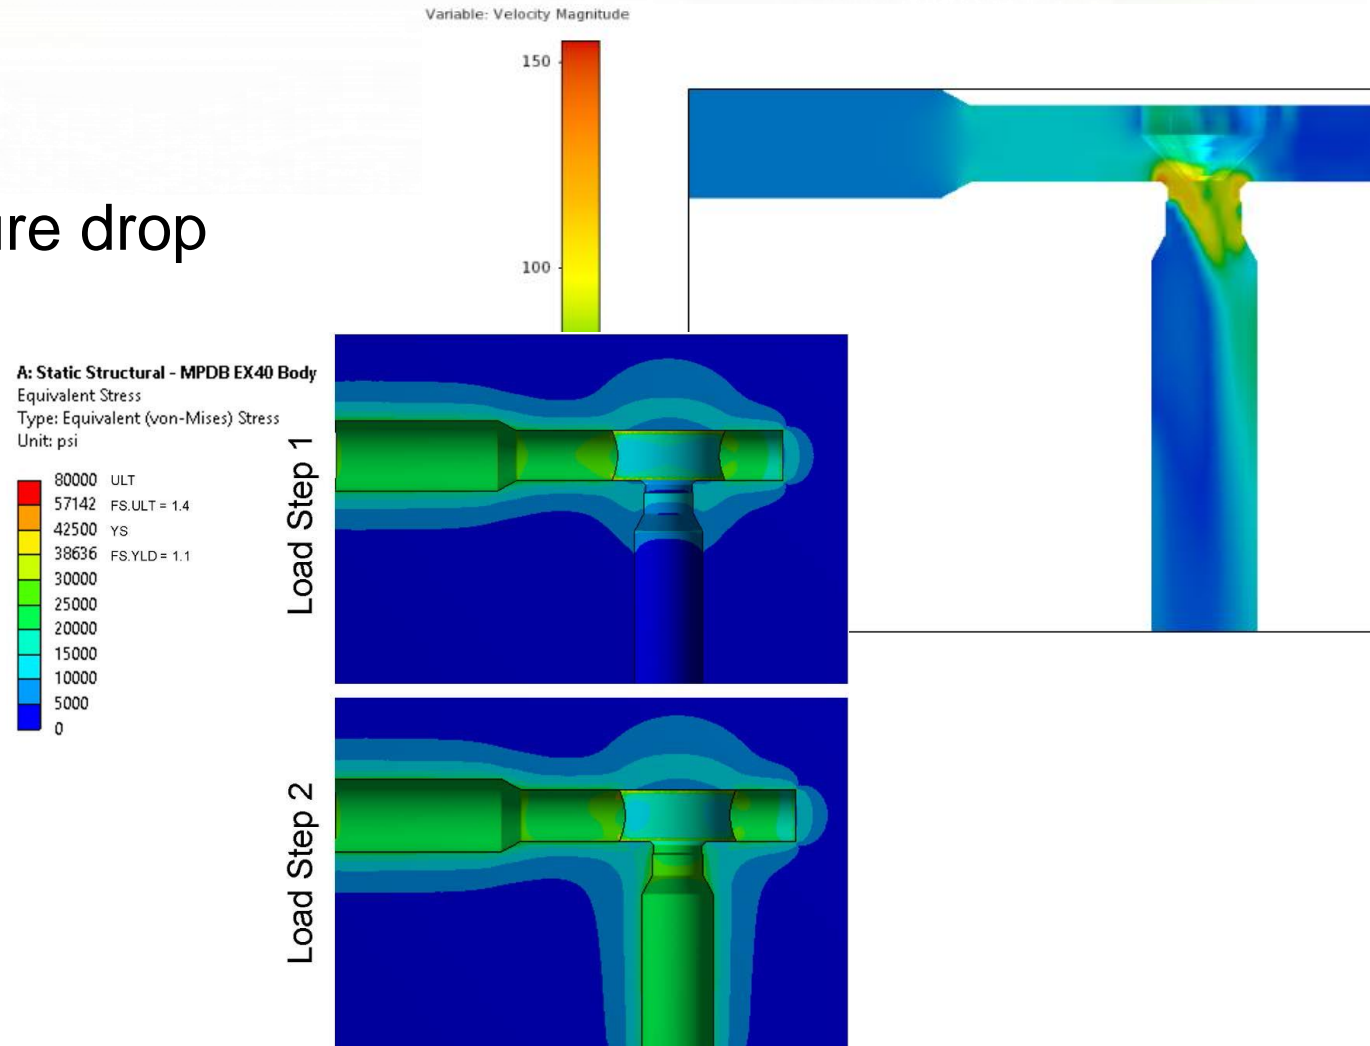 Variable: Velocity Magnitude
150
100
ure drop
A: Static Structural - MPDB EX40 Body
Equivalent Stress
Type: Equivalent (von-Mises) Stress
Unit: psi
80000 ULT
57142 FS.ULT = 1.4
42500 YS
38636 FS.YLD = 1.1
30000
25000
20000
15000
10000
5000
0
Load Step 1
Load Step 2